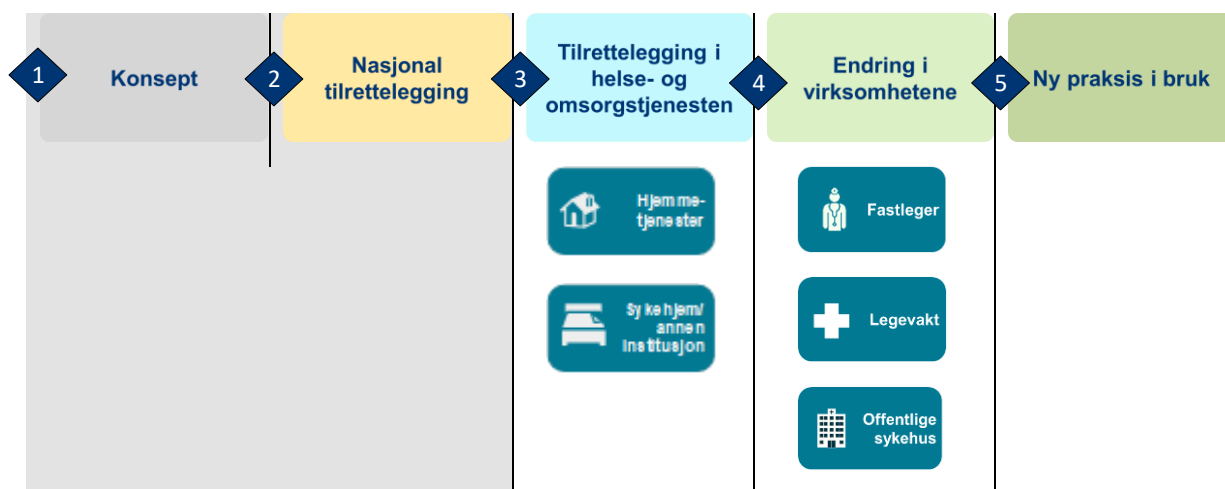 1
Konsept
2
Nasjonal
tilrettelegging
3
Tilrettelegging i
helse- og
omsorgstjenesten
4
Endring i
virksomhetene
5
Ny praksis i bruk
Hjemme-
tjenester
Sykehjem/
annen
institusjon
Fastleger
Legevakt
Offentlige
sykehus